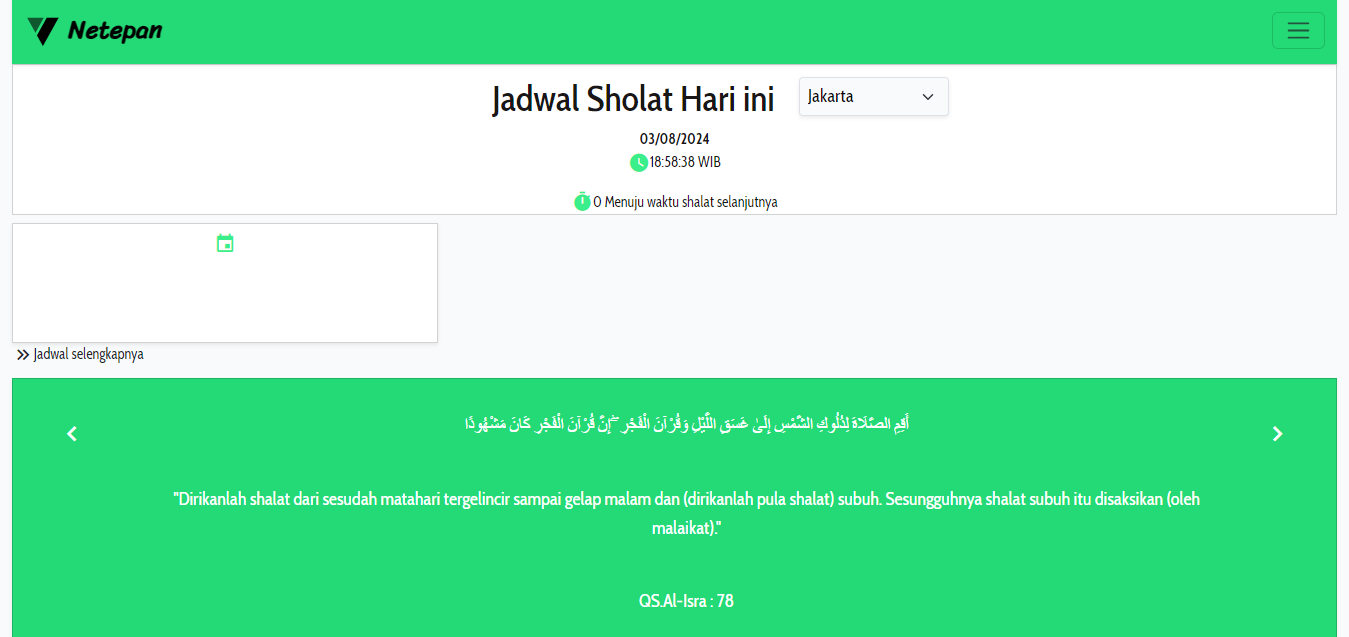 Netepan
Jadwal Sholat Hari ini
Jakarta
03/08/2024
18:58:38 WIB
0 Menuju waktu shalat selanjutnya
Jadwal selengkapnya
أَقِمِ الصَّلَاةَ لِدُلُوكِ الشَّمْسِ إِلَىٰ غَسَقِ اللَّيْلِ وَقُرْآنَ الْفَجْرِ ۖ إِنَّ قُرْآنَ الْفَجْرِ كَانَ مَشْهُودًا
"Dirikanlah shalat dari sesudah matahari tergelincir sampai gelap malam dan (dirikanlah pula shalat) subuh. Sesungguhnya shalat subuh itu disaksikan (oleh
malaikat)."
QS.Al-Isra : 78